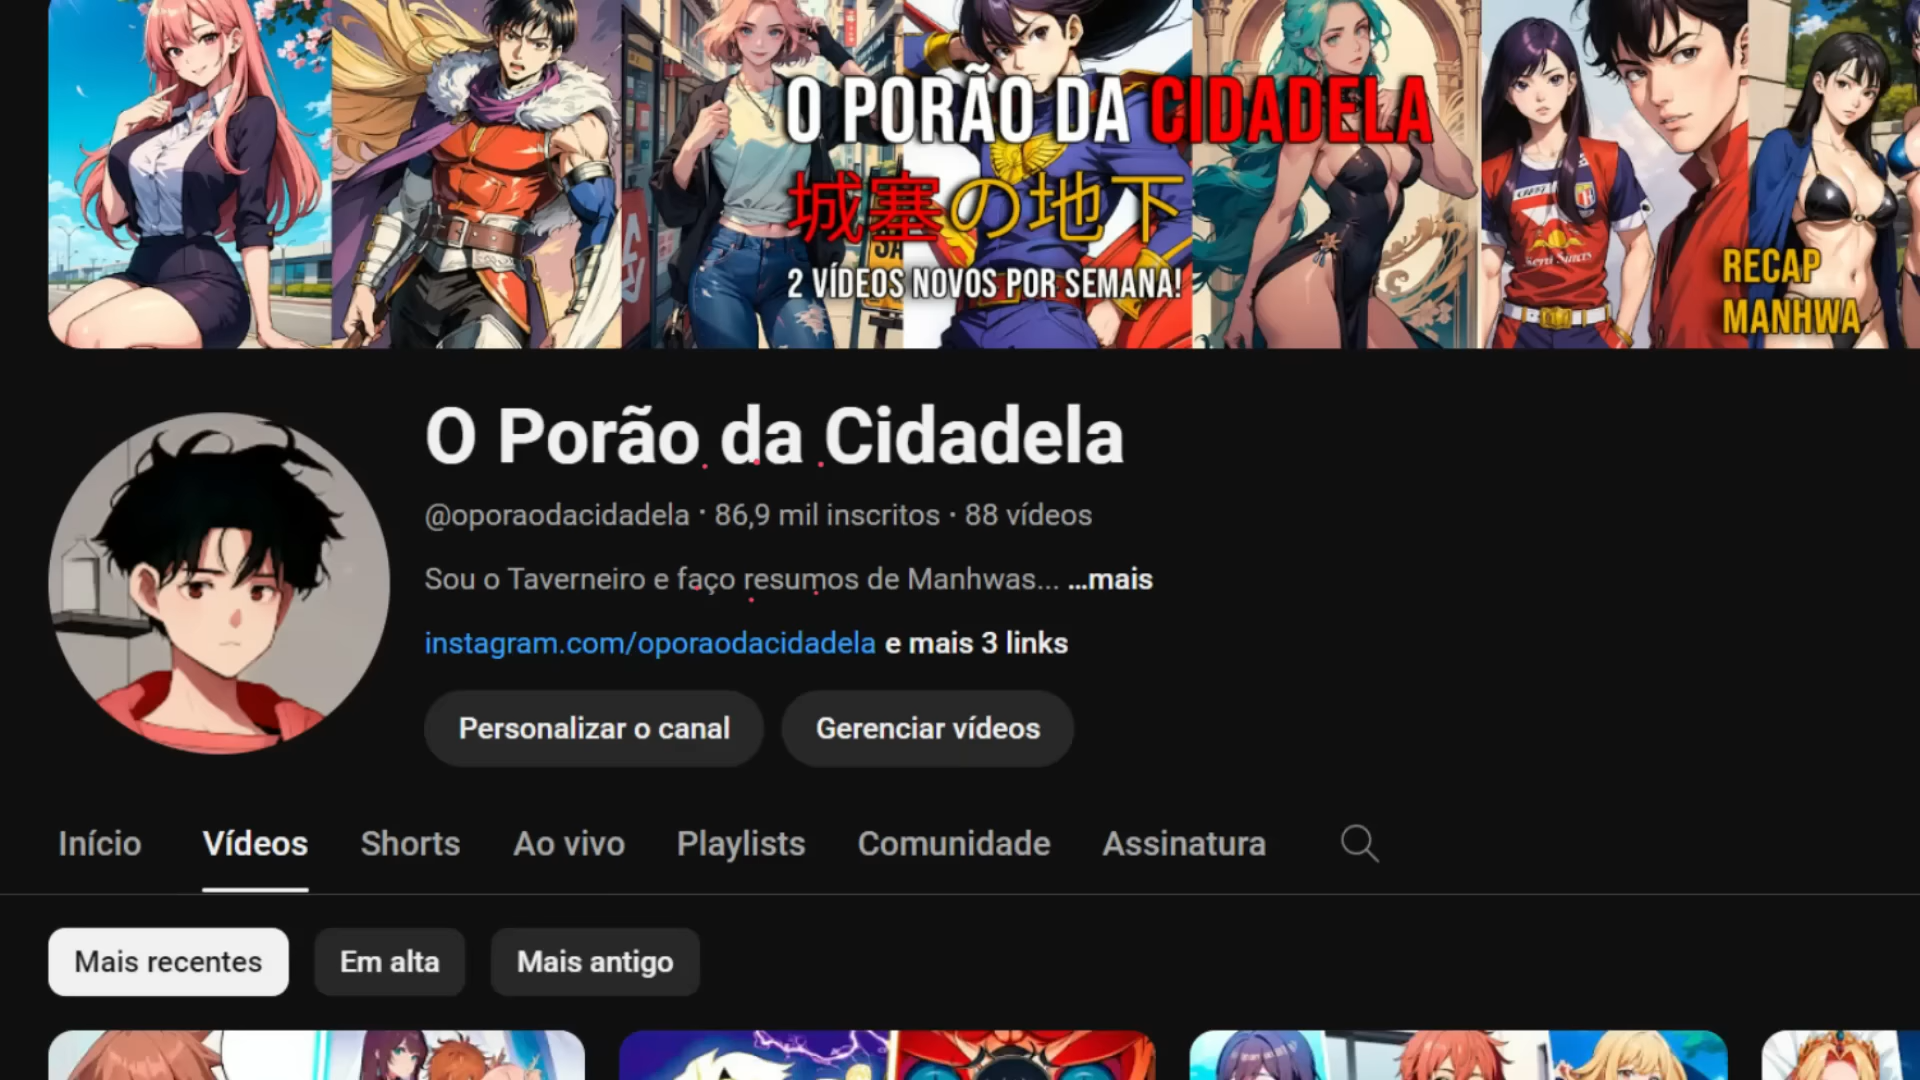 O PORÃO DA CIDADELA
城塞の地下
2 VÍDEOS NOVOS POR SEMANA!
RECAP
MANHWA
O Porão da Cidadela
@oporaodacidadela · 86,9 mil inscritos · 88 vídeos
Sou o Taverneiro e faço resumos de Manhwas... ...mais
instagram.com/oporaodacidadela e mais 3 links
Personalizar o canal Gerenciar vídeos
Início Vídeos Shorts Ao vivo Playlists Comunidade Assinatura
Mais recentes Em alta Mais antigo